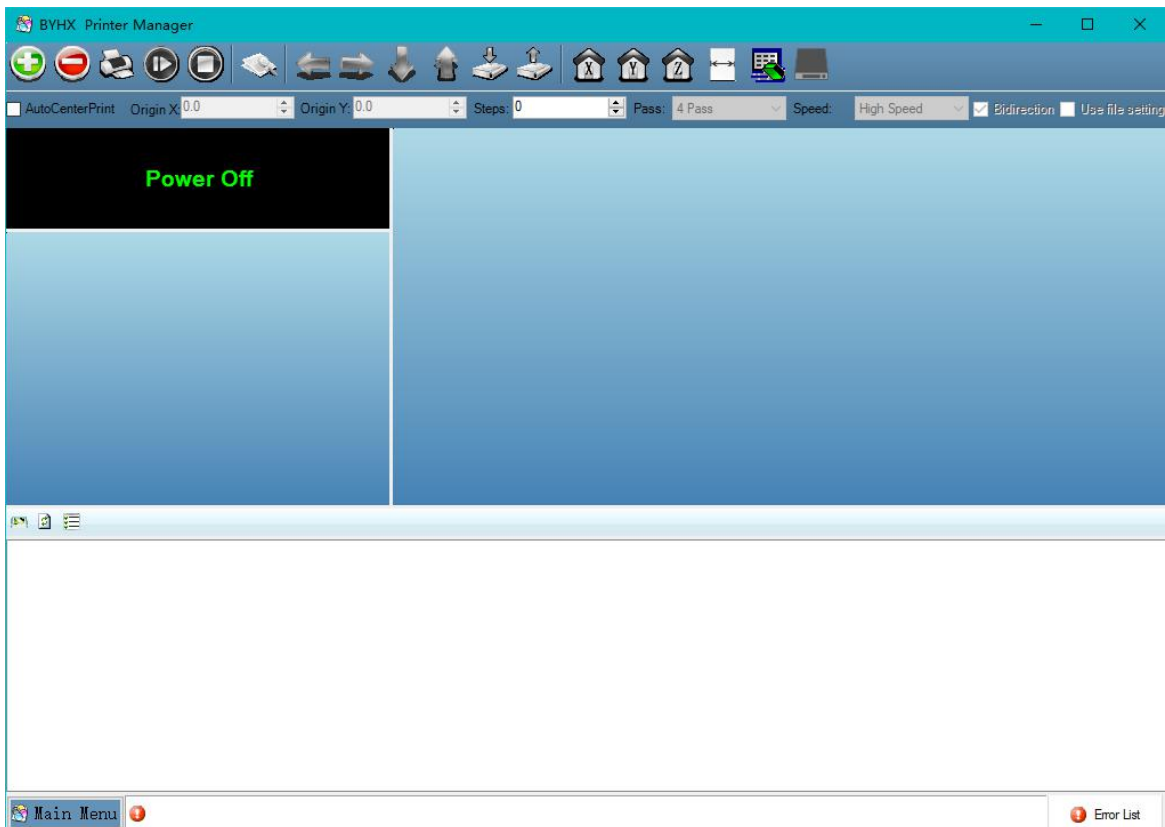 BYHX Printer Manager
X Y Z
AutoCenterPrint Origin X: 0.0 Origin Y: 0.0 Steps: 0 Pass: 4 Pass Speed: High Speed Bidirection Use file setting
Power Off
Main Menu Error List